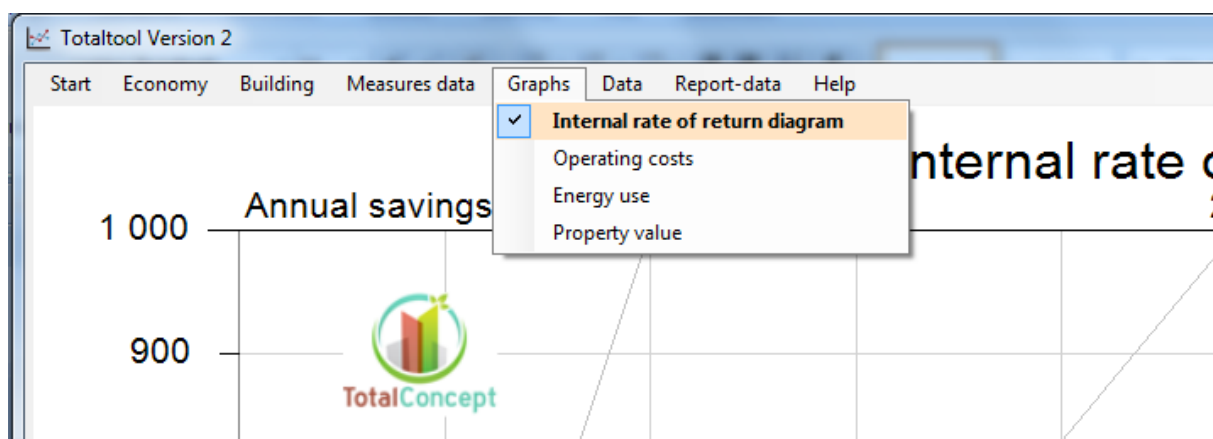 Totaltool Version 2
Start Economy Building Measures data Graphs Data Report-data Help
Internal rate of return diagram
Operating costs
Energy use
Property value
nternal rate
Annual savings
1 000
900
TotalConcept